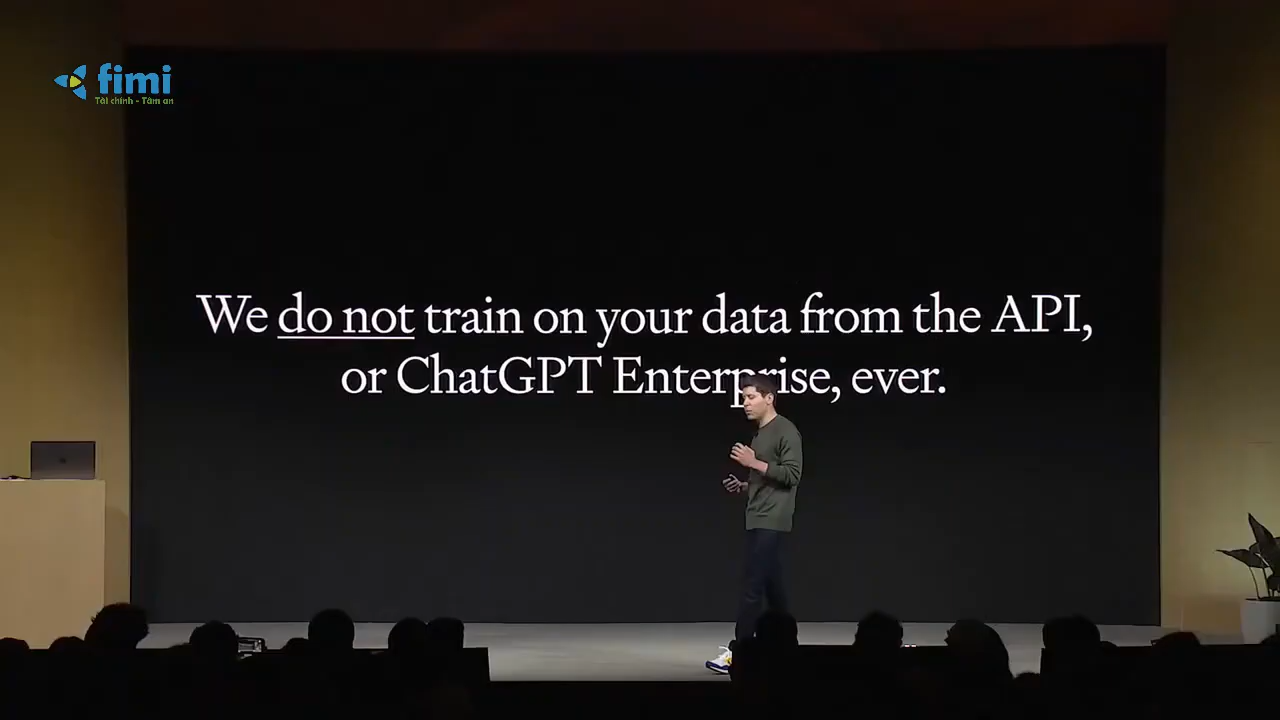 fimi
Tài chính - Tâm an
We do not train on your data from the API,
or ChatGPT Enterprise, ever.